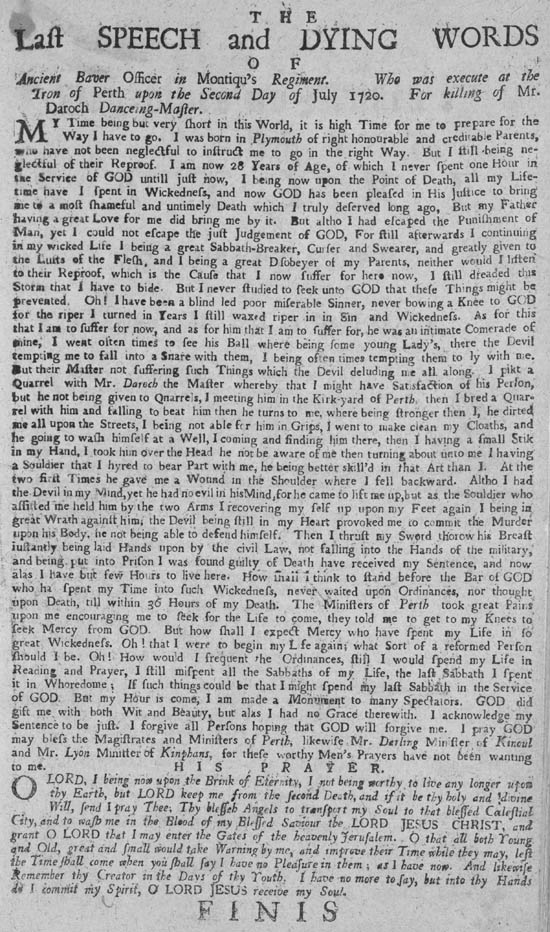 THE
Last SPEECH and DYING WORDS
OF
Ancient Baver Officer in Montiqu's Regiment. Who was execute at the
Tron of Perth upon the Second Day of July 1720. For killing of Mr.
Daroch Danceing-Master.
MY Time being but very short in this World, it is high Time for me to prepare for the
Way I have to go, I was born in Plymouth of right honourable and creditable Parents,
who have not been neglectful to instruct me to go in the right Way. But I still being ne-
glectful of their Reproof. I am now 28 Years of Age, of which I never spent one Hour in
the Service of GOD untill just now, I being now upon the Point of Death, all my Life-
time have I spent in Wickedness, and now GOD has been pleased in His Justice to bring
me to a most shameful and untimely Death which I truly deserved long ago, But my Father
having a great Love for me did bring me by it. But altho I had escaped the Punishment of
Man, yet I could not escape the just Judgement of GOD, For still afterwards I continuing
in my wicked Life I being a great Sabbath-Breaker, Curser and Swearer, and greatly given to
the Lusts of the Flesh, and I being a great Disobeyer of my Parents, neither would I listen
to their Reproof, which is the Cause that I now suffer for here now, I still dreaded this
Storm that I have to bide. But I never studied to seek unto GOD that these Things might be
prevented. Oh! I have been a blind led poor miserable Sinner, never bowing a Knee to GOD
for the riper I turned in Years I still waxed riper in in Sin and Wickedness. As for this
that I am to suffer for now, and as for him that I am to suffer for, he was an intimate Comerade of
mine, I went often times to see his Ball where being some young Lady's, there the Devil
tempting me to fall into a Snare with them, I being often times tempting them to ly with me.
But their Master not suffering such Things which the Devil deluding me all along. I pikt a
Quarrel with Mr. Daroch the Master whereby that I might have Satisfaction of his Person,
but he not being given to Quarrels, I meeting him in the Kirk-yard of Perth, then I bred a Quar-
rel with him and falling to beat him then he turns to me, where being stronger then I, he dirted
me all upon the Streets, I being not able for him in Grips, I went to make clean my Cloaths, and
he going to wash himself at a Well, I coming and finding him there, then I having a small Stik
in my Hand, I took him over the Head he not be aware of me then turning about unto me I having
a Souldier that I hyred to bear Part with me, he being better skill'd in that Art than I. At the
two first Times he gave me a Wound in the Shoulder where I fell backward. Altho I had
the Devil in my Mind, yet he had no evil in his Mind, for he came to lift me up, but as the Souldier who
assisted me held him by the two Arms I recovering my self up upon my Feet again I being in
great Wrath against him, the Devil being still in my Heart provoked me to commit the Murder
upon his Body, he not being able to defend himself. Then I thrust my Sword thorow his Breast
instantly being laid Hands upon by the civil Law, not falling into the Hands of the military,
and being put into Prison I was found guilty of Death have received my Sentence, and now
alas I have but few Hours to live here. How shall I think to stand before the Bar of GOD
who ha spent my Time into such Wickedness, never waited upon Ordinances, nor thought
upon Death, till within 36 Hours of my Death. The Ministers of Perth took great Pains
upon me encouraging me to seek for the Life to come, they told me to get to my Knees to
seek Mercy from GOD. But how shall I expect Mercy who have spent my Life in so
great Wickedness. Oh! that I were to begin my Life again; what Sort of a reformed Person
should I be. Oh! How would I frequent the Ordinances, still I would spend my Life in
Reading and Prayer, I still mispent all the Sabbaths of my Life, the last Sabbath I spent
it in Whoredome; If such things could be that I might spend my last Sabbath in the Service
of GOD. But my Hour is come, I am made a Monument to many Spectators. GOD did
gift me with both Wit and Beauty, but alas I had no Grace therewith. I acknowledge my
Sentence to be just. I forgive all Persons hoping that GOD will forgive me. I pray GOD
may bless the Magistrats and Ministers of Perth, likewise Mr. Darling Minister of Kinoul
and Mr. Lyon Minister of Kinphans, for these worthy Men's Prayers have not been wanting
to me. HIS PRAYER.
O LORD, I being now upon the Brink of Eternity, I not being worthy to live any longer upon
thy Earth, but LORD keep me from the second Death, and if it be thy holy and divine
Will, send I pray Thee, Thy blessed Angels to transport my Soul to that blessed Coelestial
City, and to wash me in the Blood of my Blessed Saviour the LORD JESUS CHRIST, and
grant O LORD that I may enter the Gates of the heavenly Jerusalem. O that all both Young
and Old, great and small would take Warning by me, and improve their Time while they may, lest
the Time shall come when you shall say I have no Pleasure in them, as I have now. And likewise
Remember thy Creator in the Days of thy Youth. I have no more to say, but into thy Hands
do I commit my Spirit, O LORD JESUS receive my Soul.
FINIS